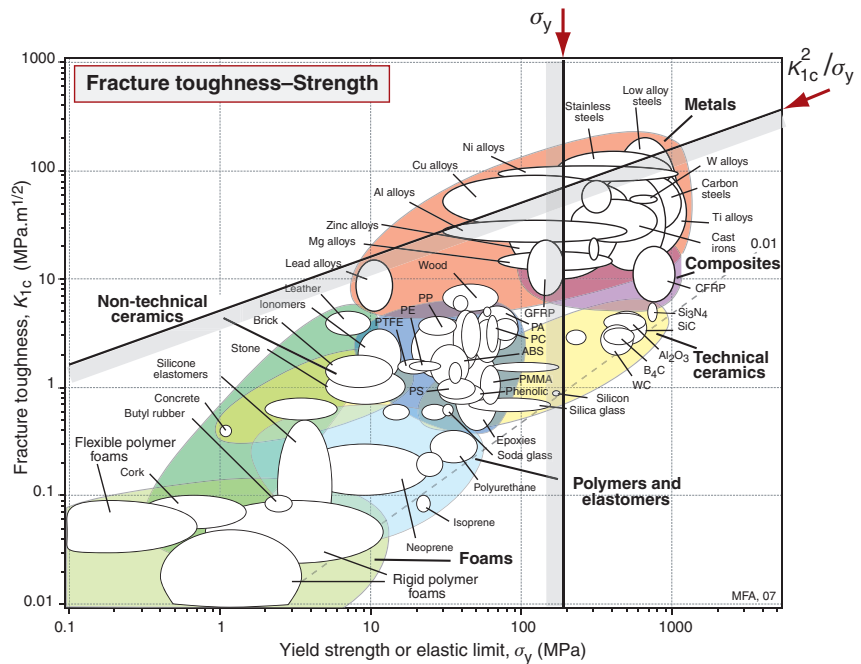 σy
K²1c/σy
1000
Fracture toughness–Strength
Low alloy
steels
Stainless
steels
Metals
Ni alloys
Cu alloys
W alloys
Carbon
steels
Al alloys
Ti alloys
Zinc alloys
Mg alloys
Cast
irons
0.01
Lead alloys
Wood
Composites
Leather
Ionomers
GFRP
CFRP
Non-technical
ceramics
PP
PE
PTFE
Brick
Stone
PA
PC
ABS
Si3N4
SiC
Al2O3
Technical
ceramics
B4C
WC
Silicone
elastomers
PMMA
Phenolic
PS
Silicon
Silica glass
Concrete
Butyl rubber
Epoxies
Soda glass
Flexible polymer
foams
Cork
Polyurethane
Polymers and
elastomers
Isoprene
Neoprene
Foams
Rigid polymer
foams
MFA, 07
100
10
1
0.1
0.01
Fracture toughness, K1c (MPa.m1/2)
0.1
1
10
100
1000
Yield strength or elastic limit, σy (MPa)